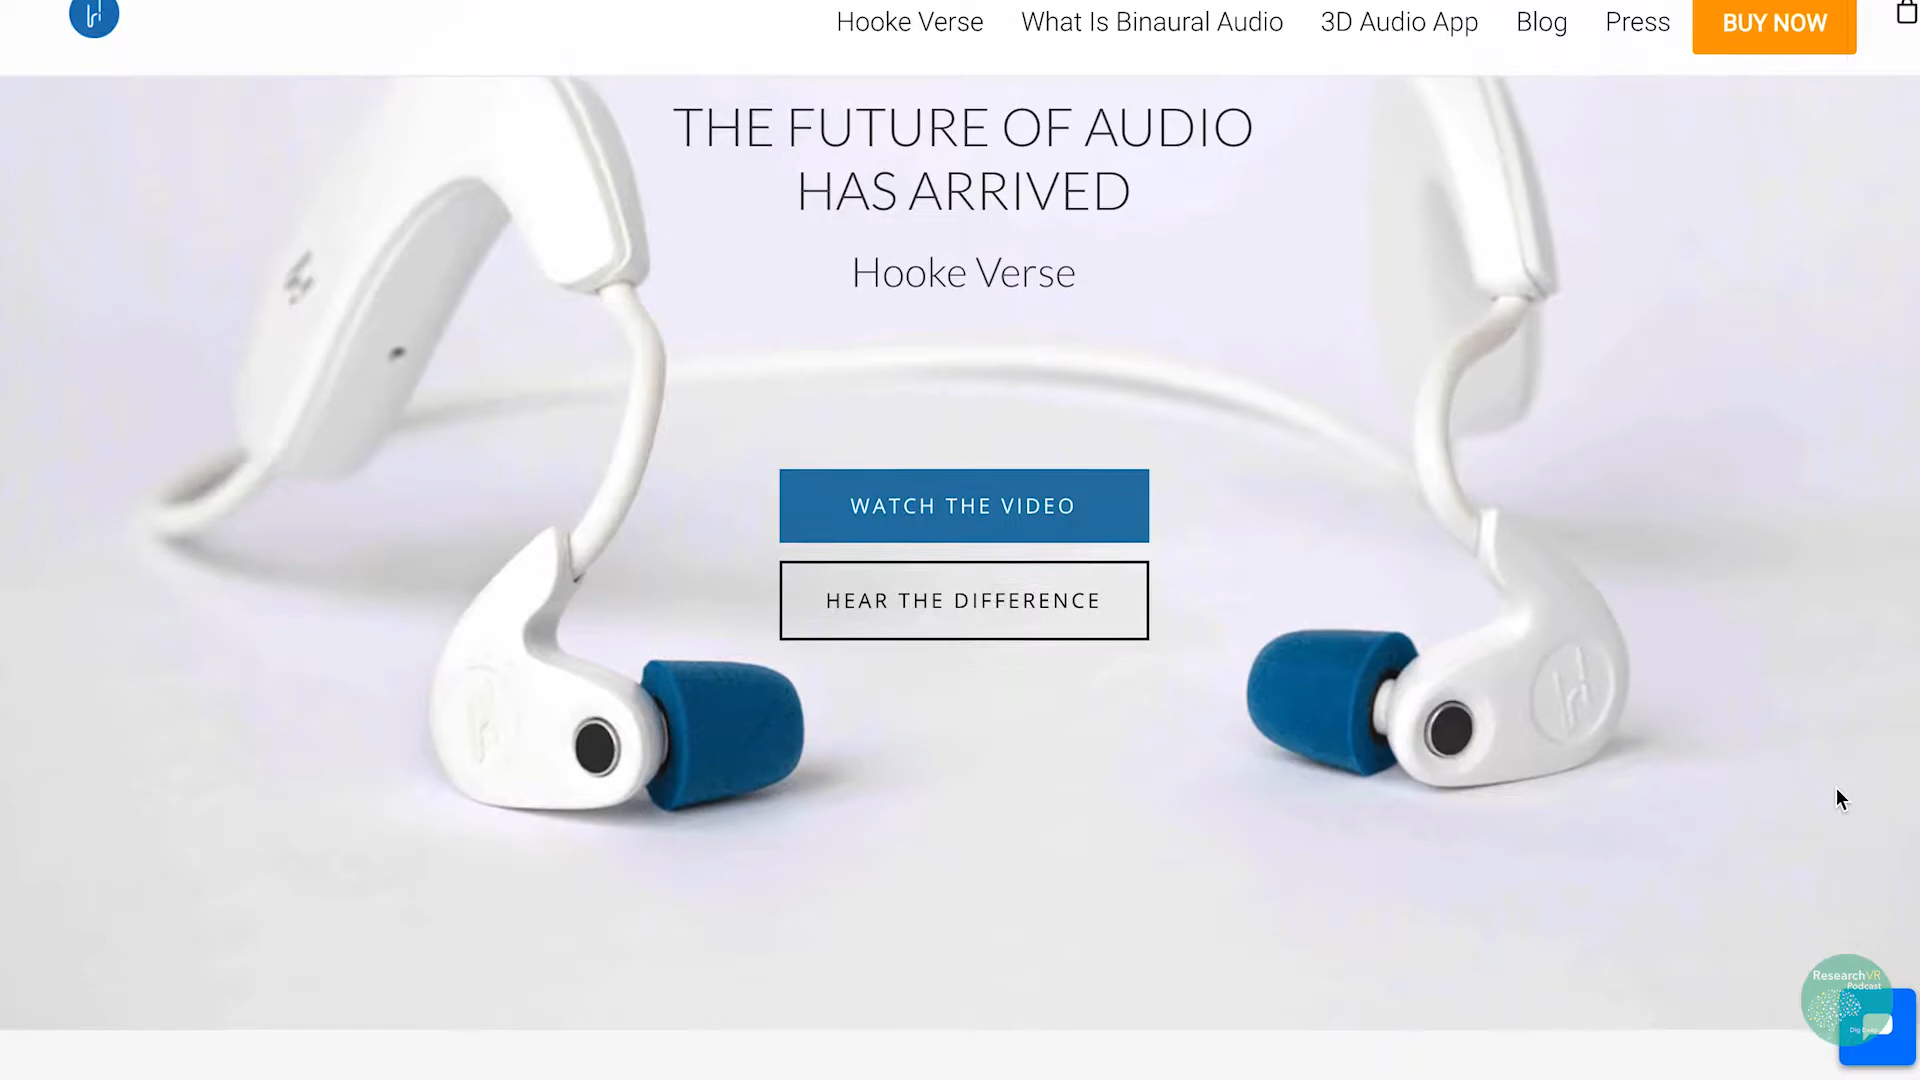 Hooke Verse What Is Binaural Audio 3D Audio App Blog Press BUY NOW
THE FUTURE OF AUDIO
HAS ARRIVED
Hooke Verse
WATCH THE VIDEO
HEAR THE DIFFERENCE
ResearchVR
Podcast